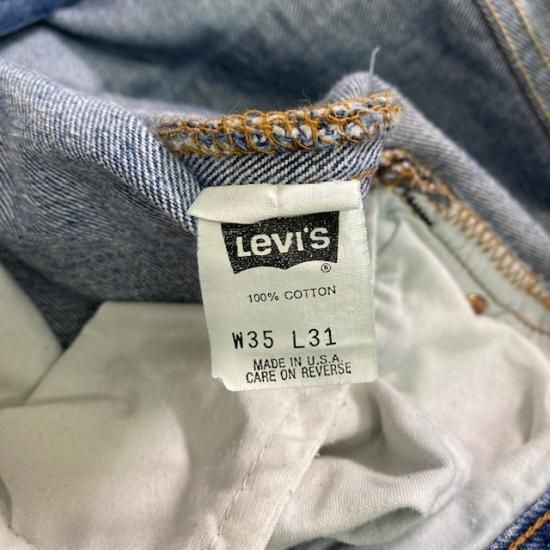 Levi's
®
100% COTTON
W35 L31
MADE IN U.S.A.
CARE ON REVERSE